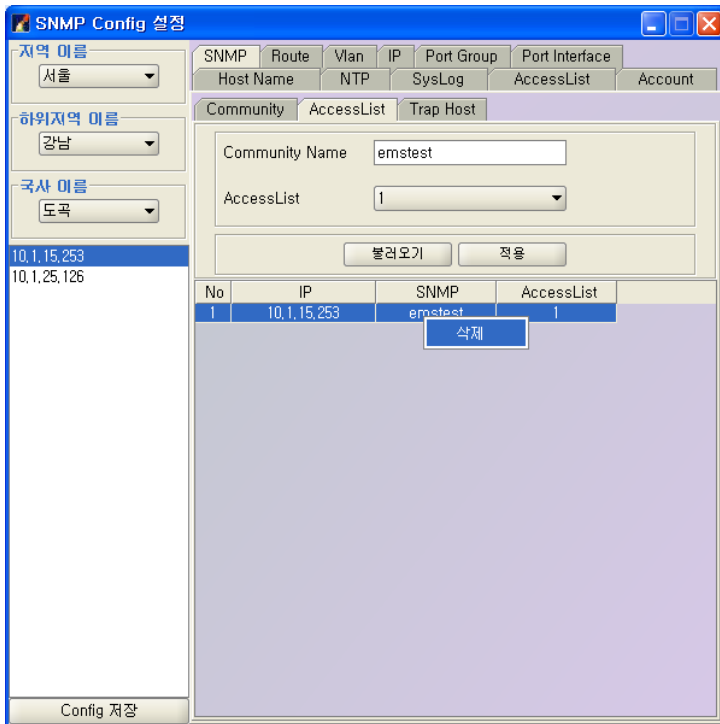 SNMP Config 설정
지역 이름
서울
하위지역 이름
강남
국사 이름
도곡
10,1,15,253
10,1,25,126
Config 저장
SNMP Route Vlan IP Port Group Port Interface
Host Name NTP SysLog AccessList Account
Community AccessList Trap Host
Community Name emstest
AccessList 1
불러오기 적용
No IP SNMP AccessList
1 10,1,15,253 emstest 1
삭제